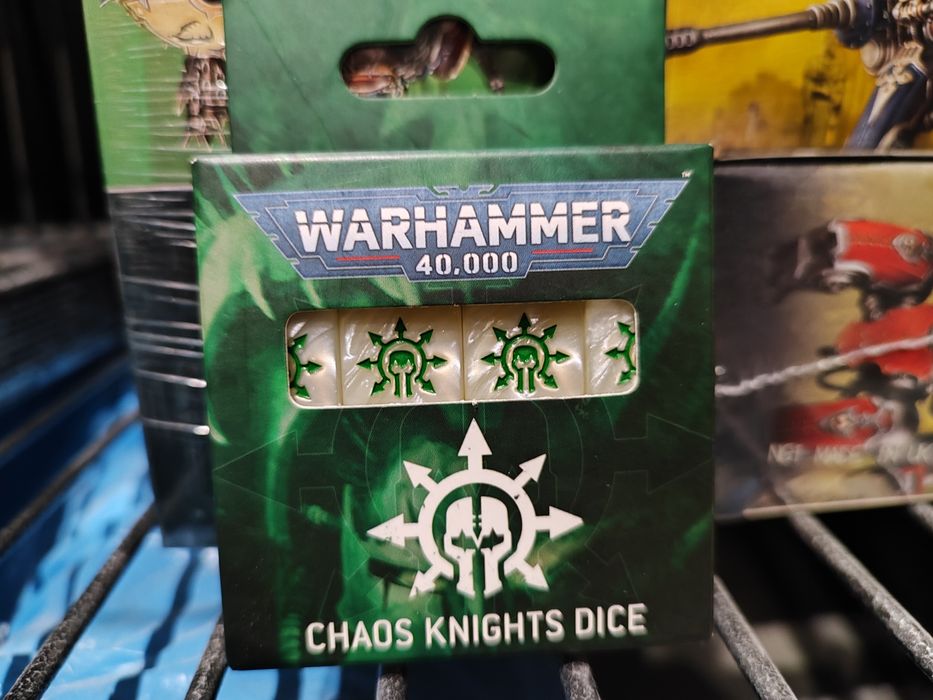 WARHAMMER
40,000
CHAOS KNIGHTS DICE